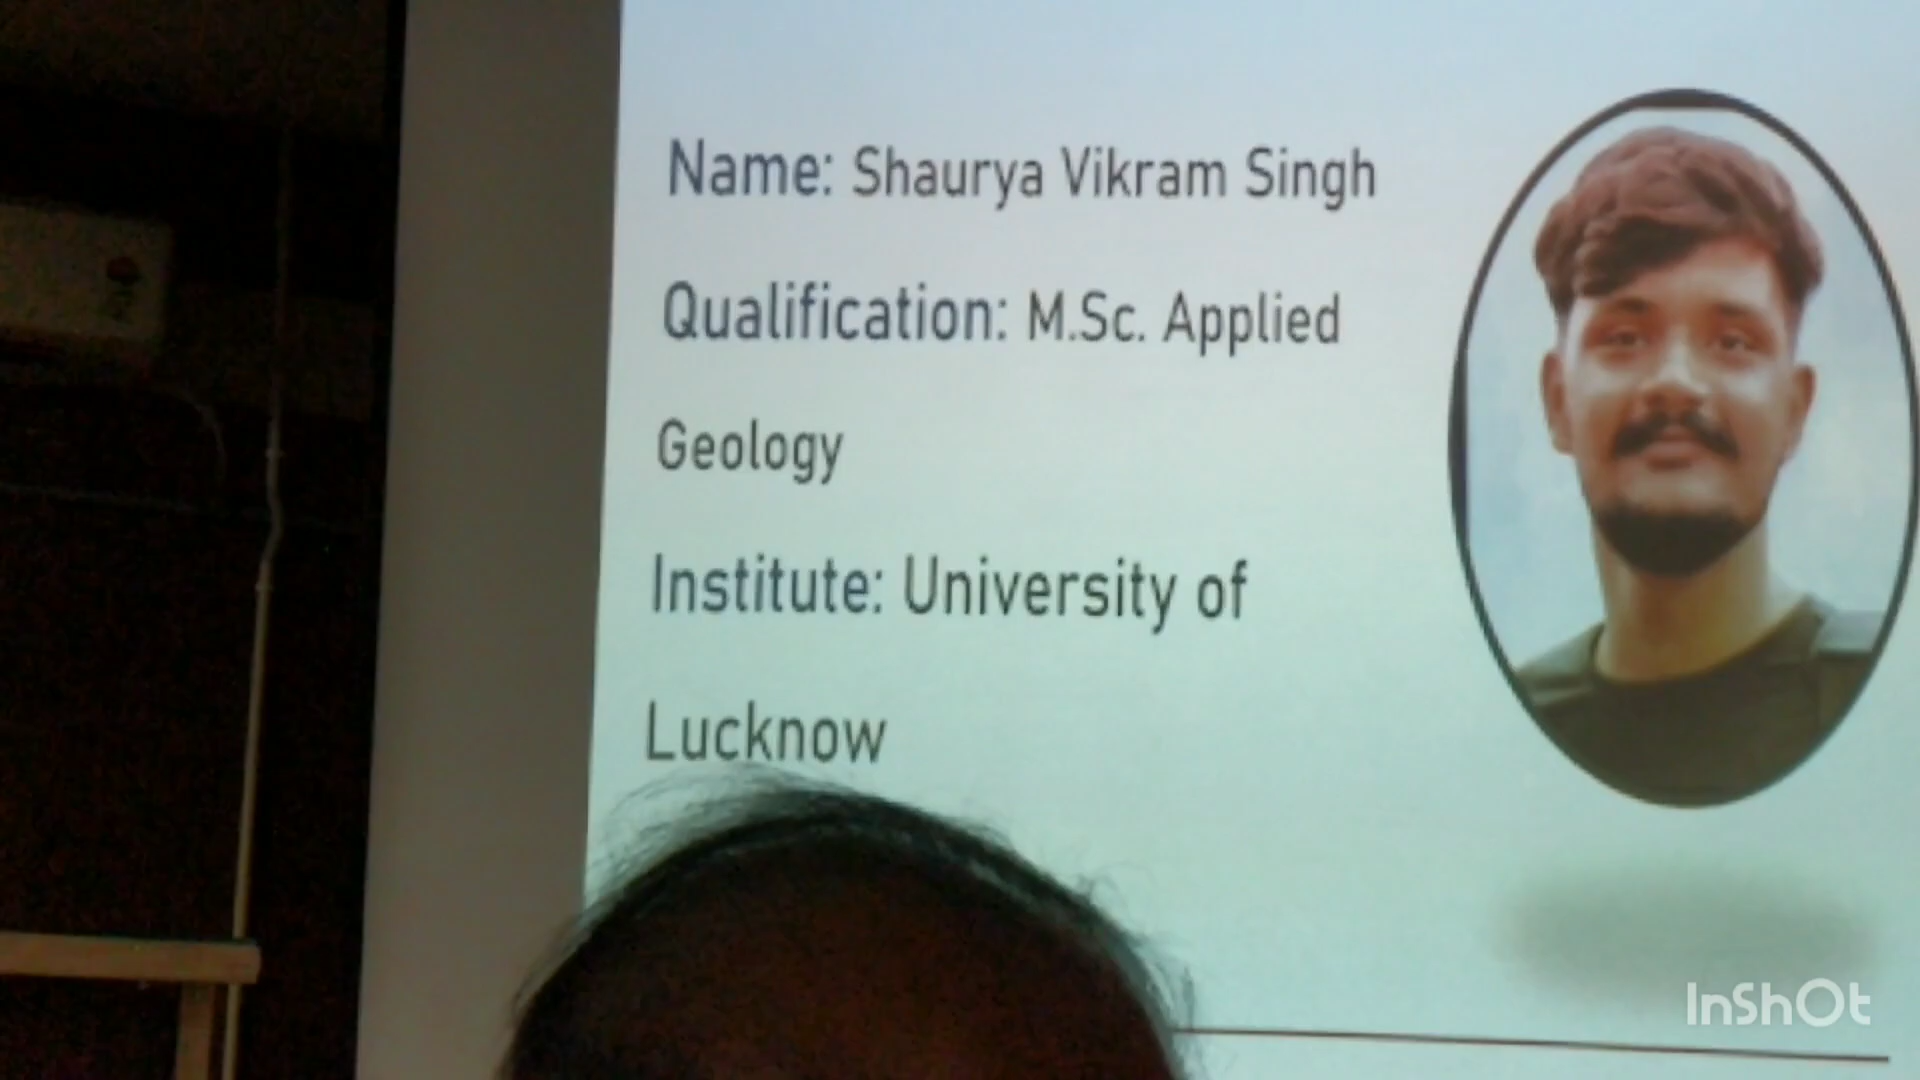 Name: Shaurya Vikram Singh
Qualification: M.Sc. Applied
Geology
Institute: University of
Lucknow
InShOt